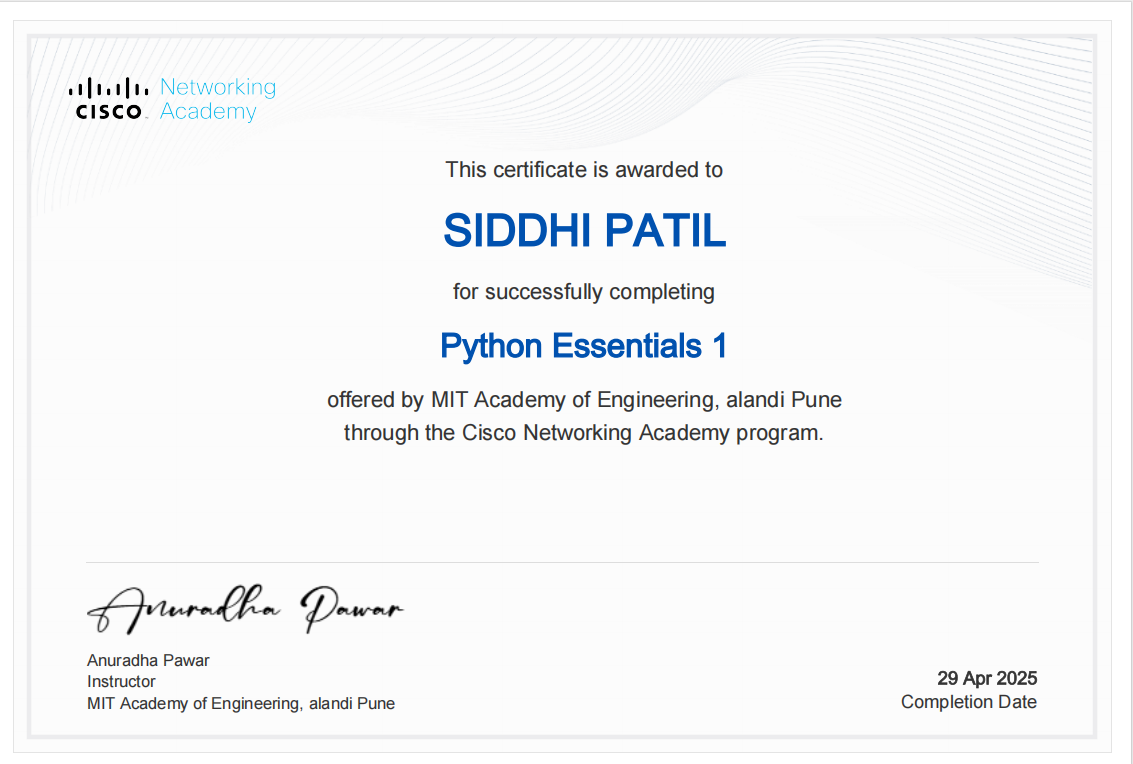 Networking
CISCO Academy
This certificate is awarded to
SIDDHI PATIL
for successfully completing
Python Essentials 1
offered by MIT Academy of Engineering, alandi Pune
through the Cisco Networking Academy program.
Anuradha Pawar
Anuradha Pawar
Instructor
MIT Academy of Engineering, alandi Pune
29 Apr 2025
Completion Date